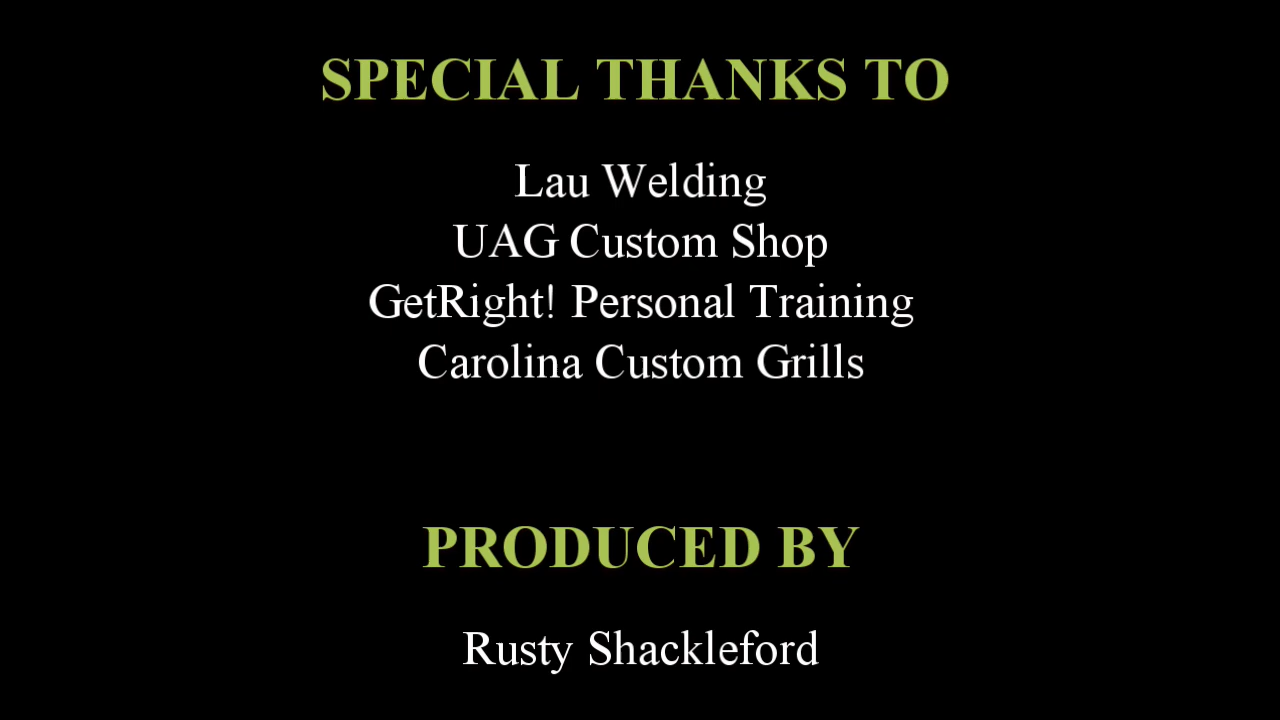 SPECIAL THANKS TO
Lau Welding
UAG Custom Shop
GetRight! Personal Training
Carolina Custom Grills
PRODUCED BY
Rusty Shackleford